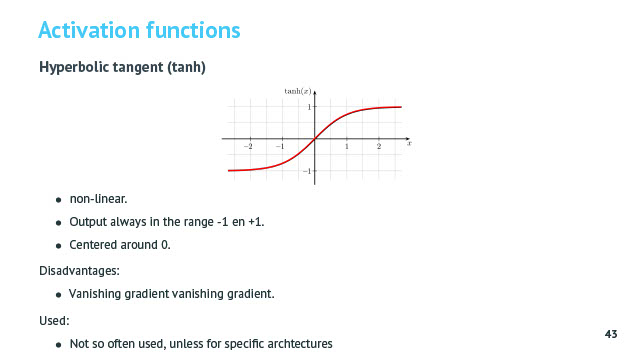 Activation functions
Hyperbolic tangent (tanh)
tanh(x)
1
−2 −1 1 2 x
−1
● non-linear.
● Output always in the range -1 en +1.
● Centered around 0.
Disadvantages:
● Vanishing gradient vanishing gradient.
Used:
● Not so often used, unless for specific archtectures
43